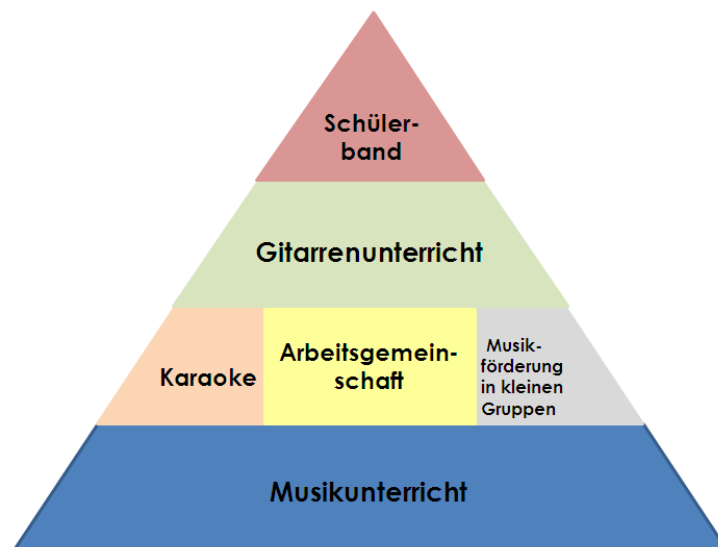 Schüler-
band
Gitarrenunterricht
Karaoke
Arbeitsgemein-
schaft
Musik-
förderung
in kleinen
Gruppen
Musikunterricht